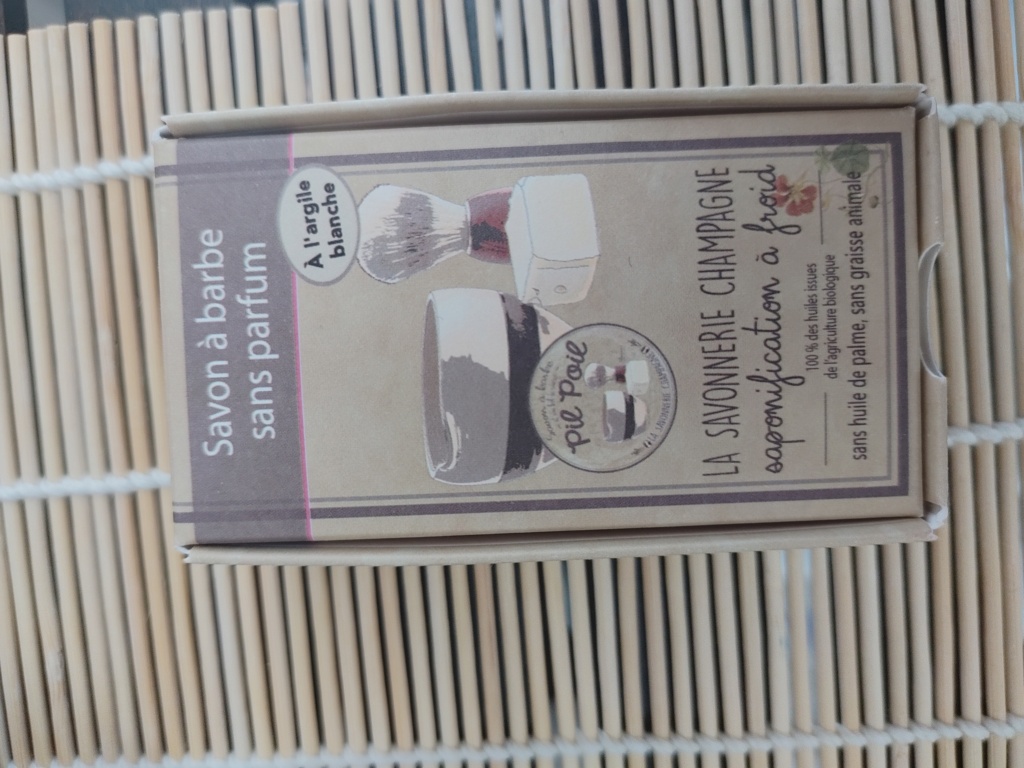 Savon à barbe
sans parfum
À l'argile
blanche
Pil Poil
LA SAVONNERIE CHAMPAGNE
saponification à froid
100 % des huiles issues
de l'agriculture biologique
sans huile de palme, sans graisse animale